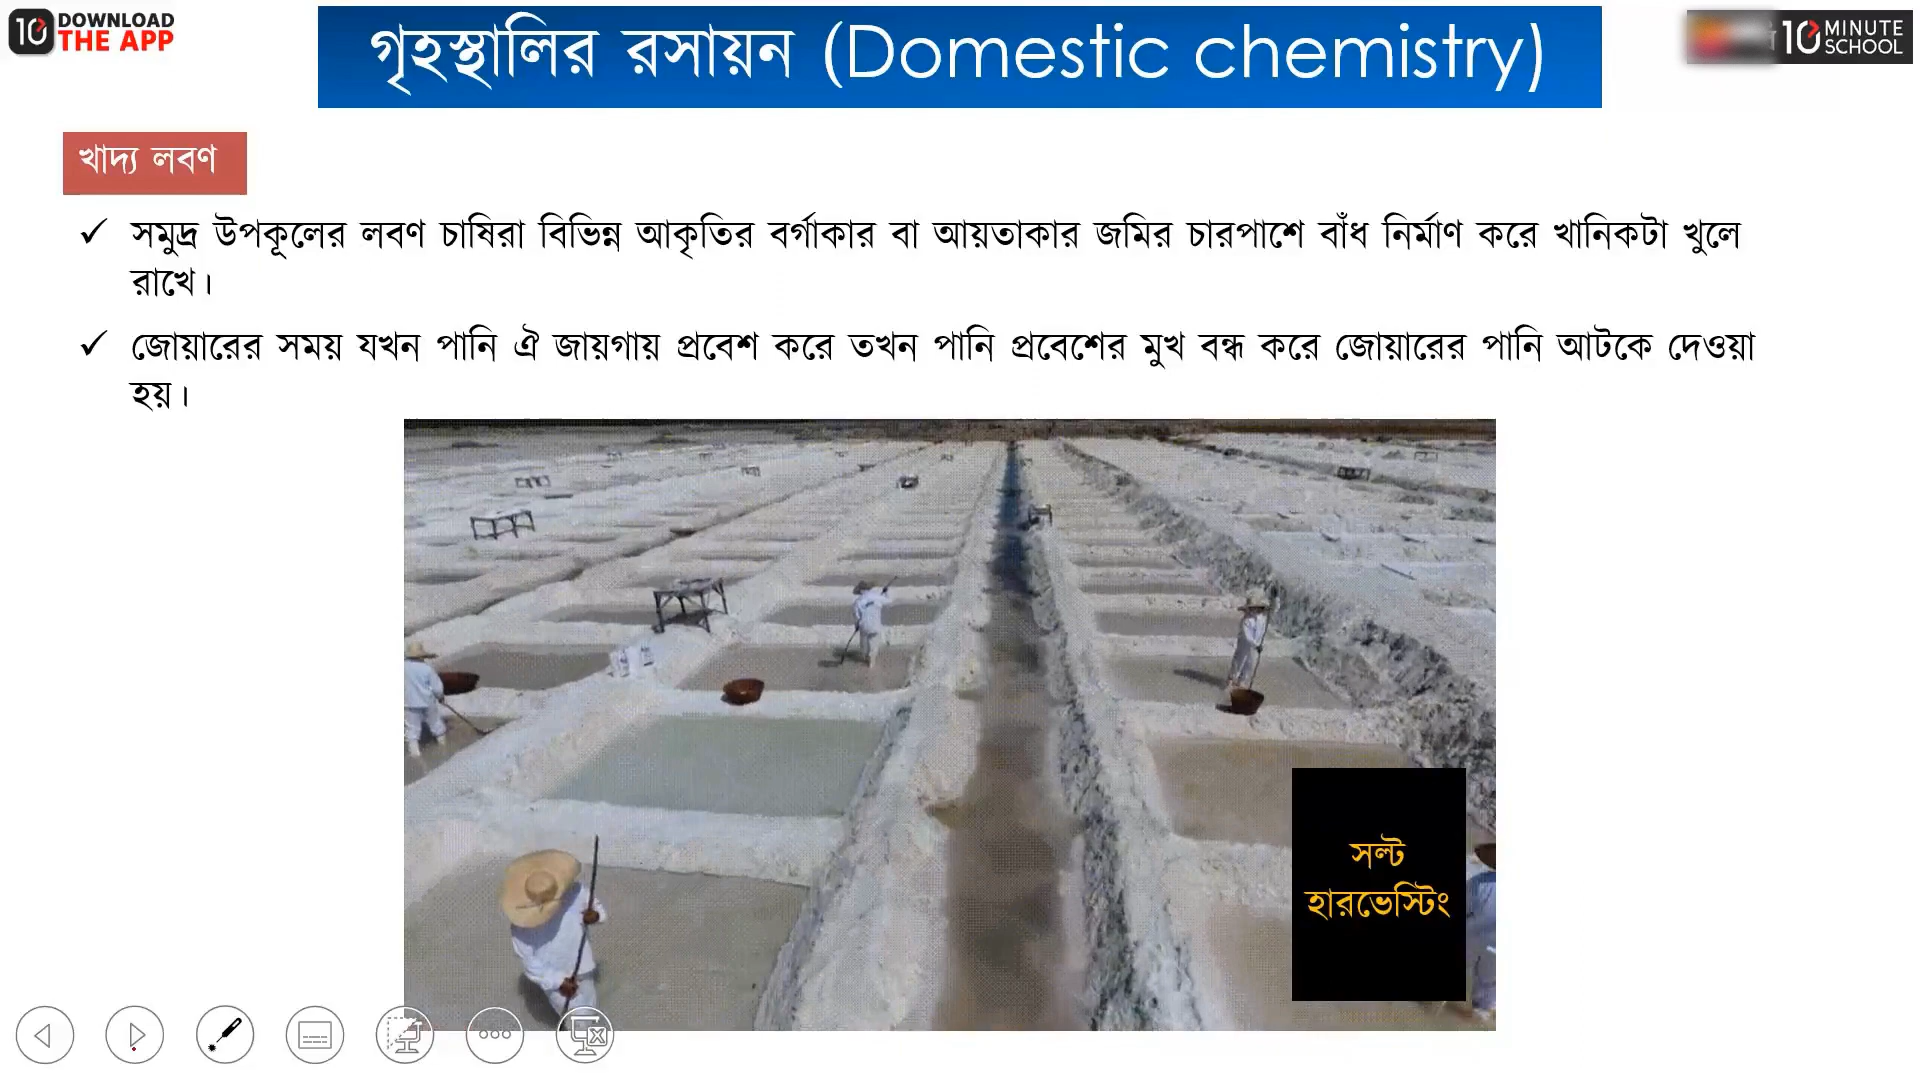 DOWNLOAD
THE APP
গৃহস্থালির রসায়ন (Domestic chemistry)
10 MINUTE
SCHOOL
খাদ্য লবণ
✓ সমুদ্র উপকূলের লবণ চাষিরা বিভিন্ন আকৃতির বর্গাকার বা আয়তাকার জমির চারপাশে বাঁধ নির্মাণ করে খানিকটা খুলে
রাখে।
✓ জোয়ারের সময় যখন পানি ঐ জায়গায় প্রবেশ করে তখন পানি প্রবেশের মুখ বন্ধ করে জোয়ারের পানি আটকে দেওয়া
হয়।
সল্ট
হারভেস্টিং